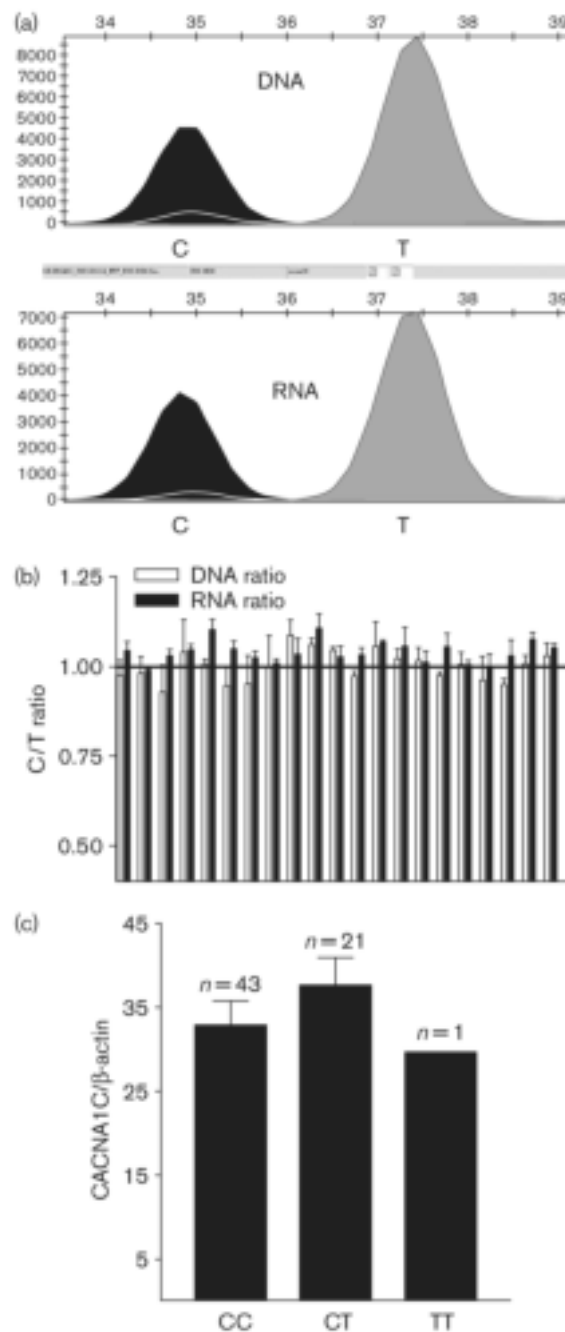 (a)
34 35 36 37 38 39
8000
7000
6000
5000
4000
3000
2000
1000
0
DNA
C T
34 35 36 37 38 39
7000
6000
5000
4000
3000
2000
1000
0
RNA
C T
(b)
1.25
1.00
0.75
0.50
C/T ratio
DNA ratio
RNA ratio
(c)
45
35
25
15
5
CACNA1C/β-actin
n=43
n=21
n=1
CC CT TT